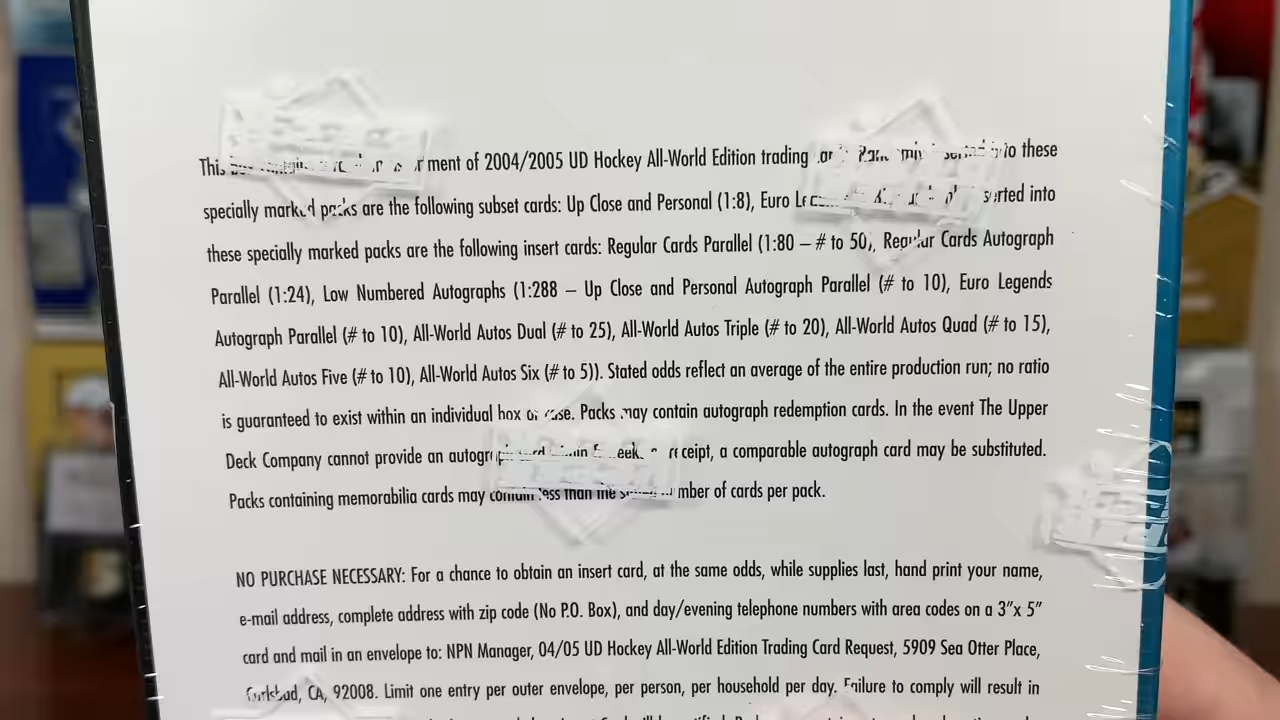 This ment of 2004/2005 UD Hockey All-World Edition trading these
specially marked packs are the following subset cards: Up Close and Personal (1:8), Euro into
these specially marked packs are the following insert cards: Regular Cards Parallel (1:80 – # to 50), Regular Cards Autograph
Parallel (1:24), Low Numbered Autographs (1:288 – Up Close and Personal Autograph Parallel (# to 10), Euro Legends
Autograph Parallel (# to 10), All-World Autos Dual (# to 25), All-World Autos Triple (# to 20), All-World Autos Quad (# to 15),
All-World Autos Five (# to 10), All-World Autos Six (# to 5)). Stated odds reflect an average of the entire production run; no ratio
is guaranteed to exist within an individual box or case. Packs may contain autograph redemption cards. In the event The Upper
Deck Company cannot provide an receipt, a comparable autograph card may be substituted.
Packs containing memorabilia cards may contain less than the number of cards per pack.
NO PURCHASE NECESSARY: For a chance to obtain an insert card, at the same odds, while supplies last, hand print your name,
e-mail address, complete address with zip code (No P.O. Box), and day/evening telephone numbers with area codes on a 3”x 5”
card and mail in an envelope to: NPN Manager, 04/05 UD Hockey All-World Edition Trading Card Request, 5909 Sea Otter Place,
Carlsbad, CA, 92008. Limit one entry per outer envelope, per person, per household per day. Failure to comply will result in